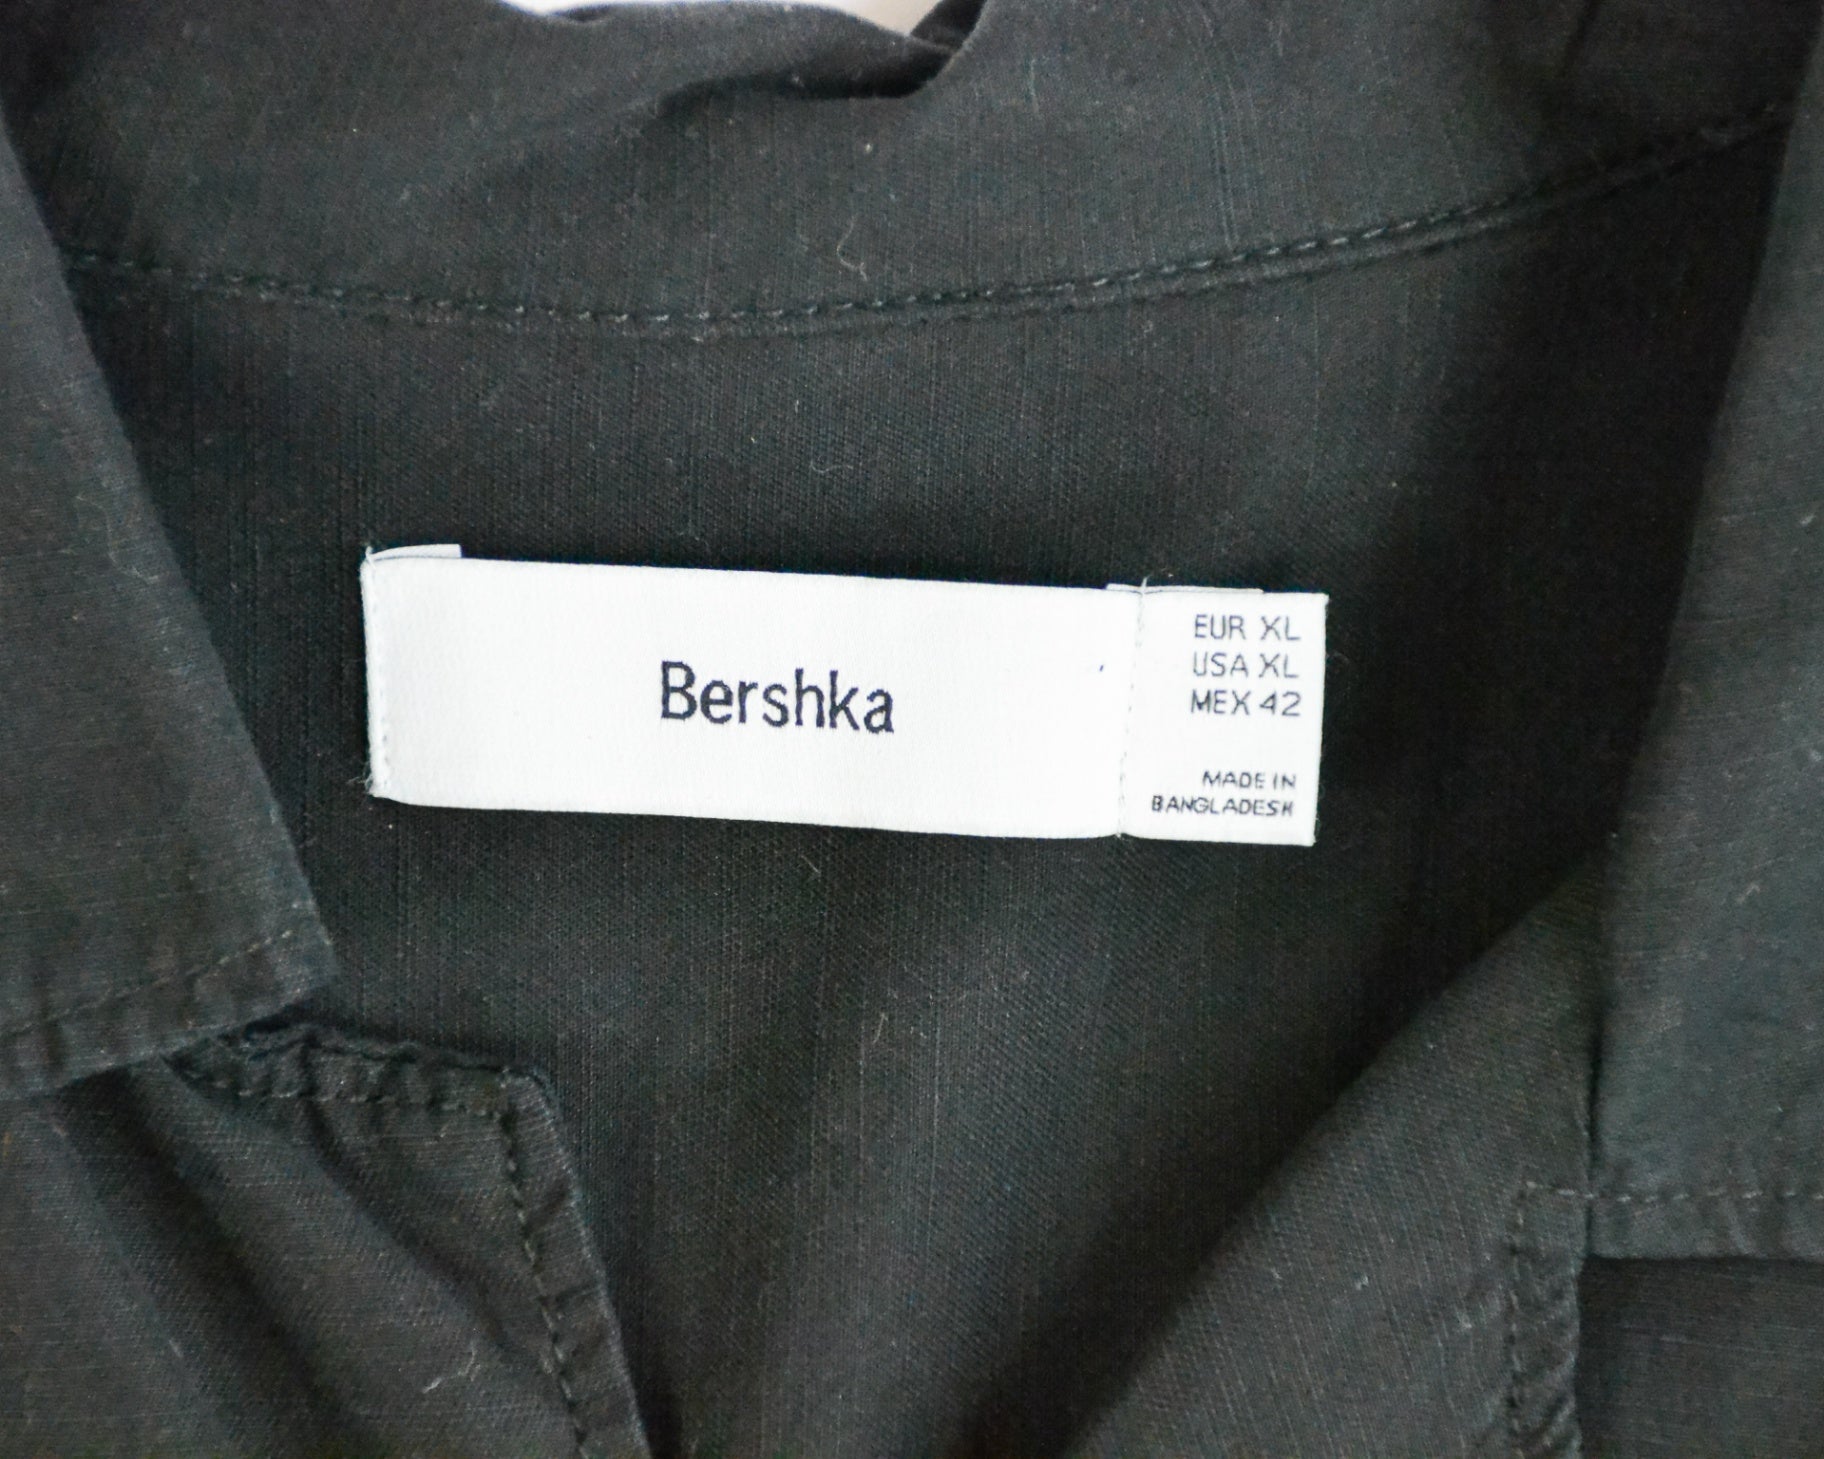 Bershka
EUR XL
USA XL
MEX 42
MADE IN
BANGLADESH